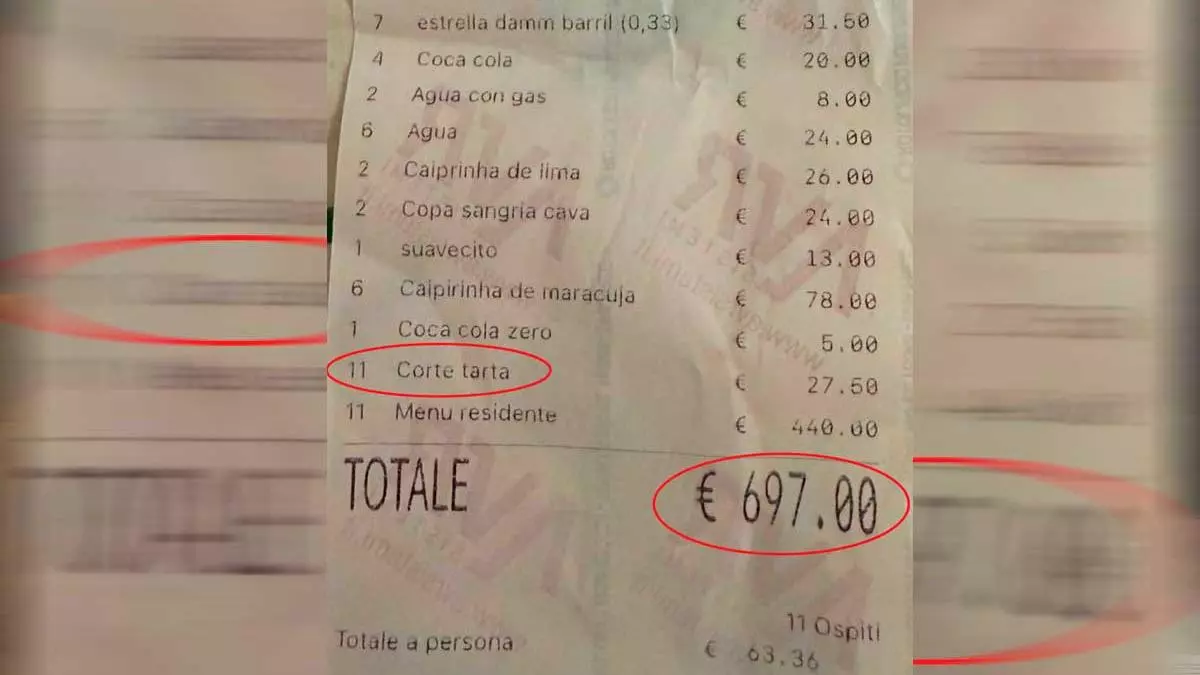 7 estrella damm barril (0,33) € 31.50
4 Coca cola € 20.00
2 Agua con gas € 8.00
6 Agua € 24.00
2 Caiprinha de lima € 26.00
2 Copa sangria cava € 24.00
1 suavecito € 13.00
6 Caipirinha de maracuja € 78.00
1 Coca cola zero € 5.00
11 Corte tarta € 27.50
11 Menu residente € 440.00
TOTALE € 697.00
11 Ospiti
Totale a persona € 63.36